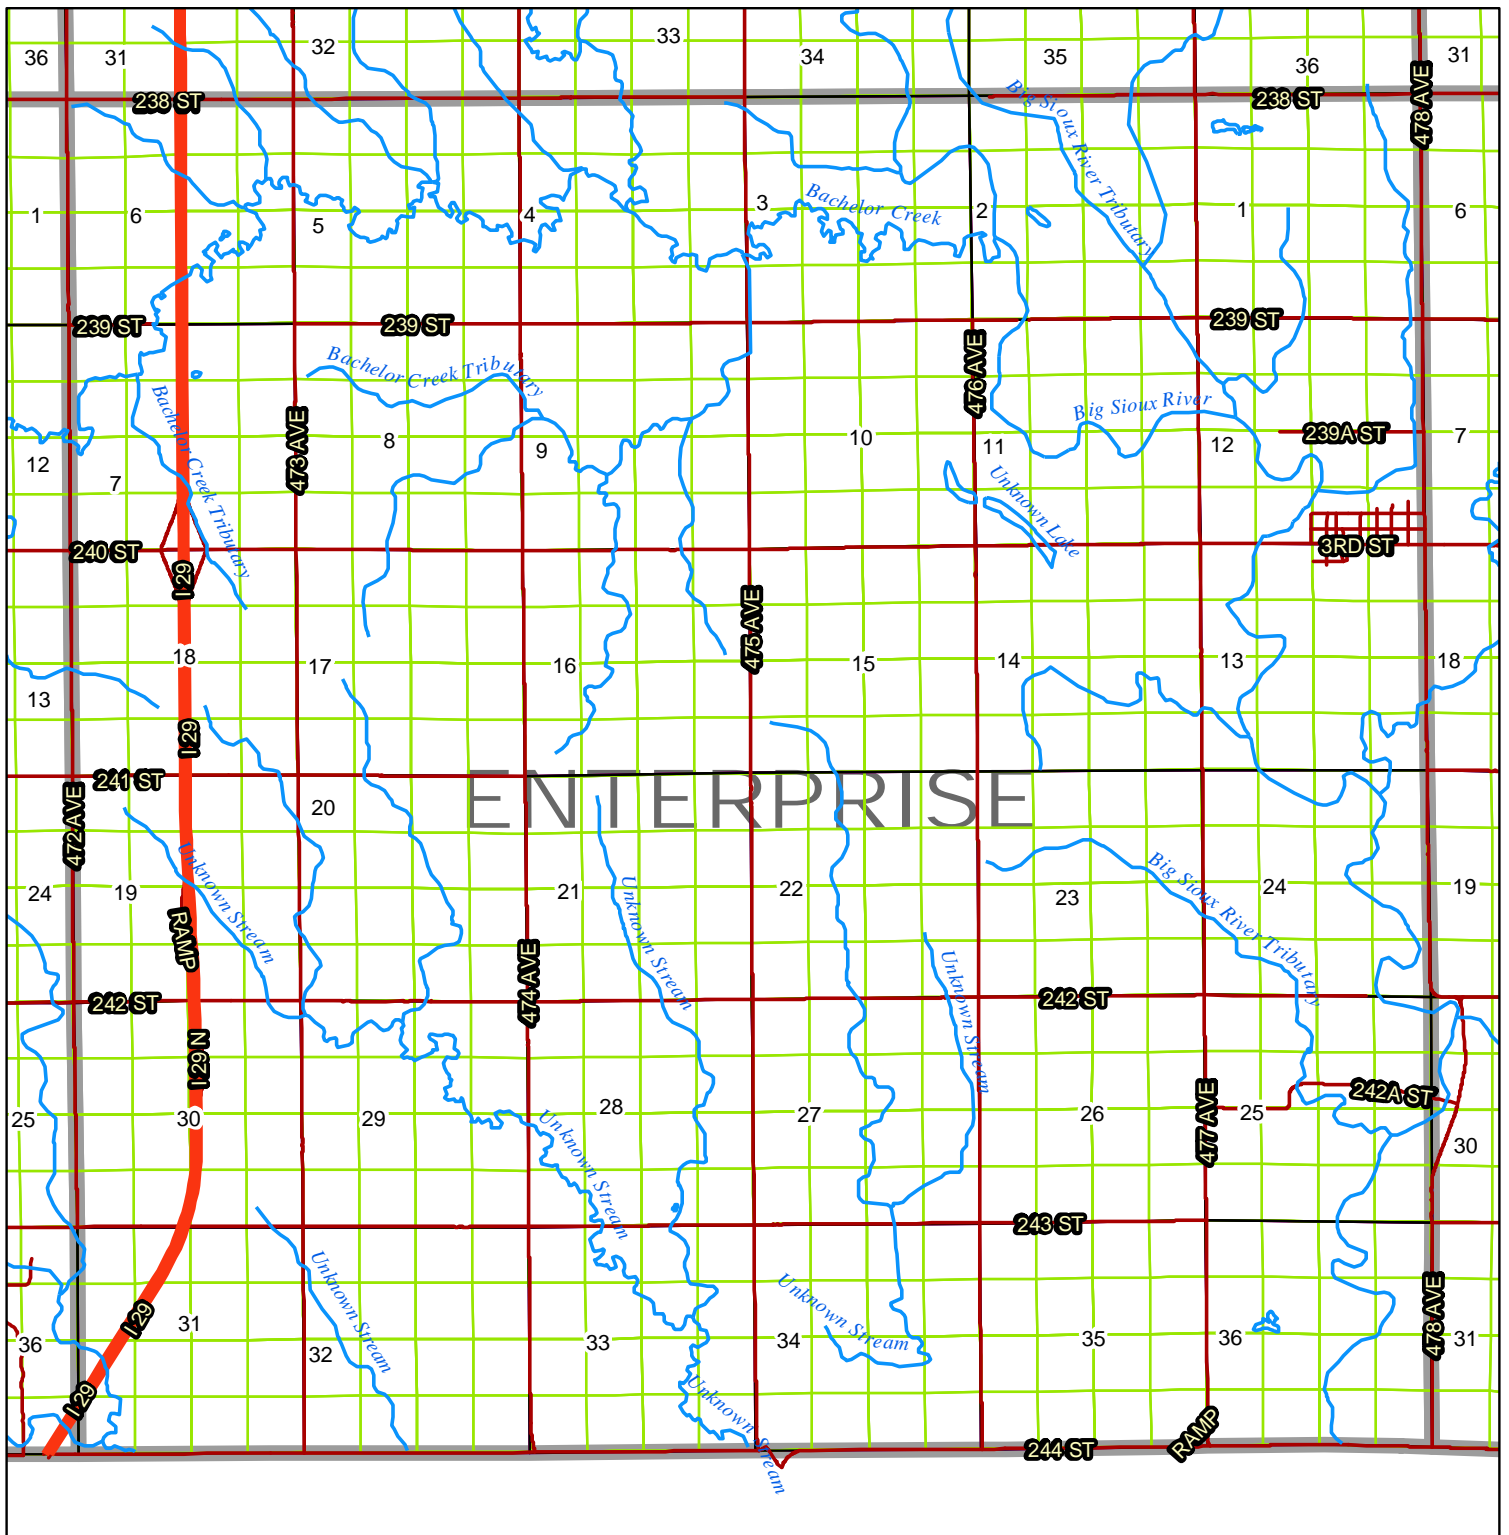 36
31
32
33
34
35
36
31
238 ST
238 ST
478 AVE
Big Sioux River Tributary
1
6
5
4
3
Bachelor Creek
2
1
6
239 ST
239 ST
239 ST
476 AVE
Bachelor Creek Tributary
Bachelor Creek Tributary
473 AVE
Big Sioux River
239A ST
12
7
8
9
10
11
12
7
Unknown Lake
240 ST
3RD ST
I 29
475 AVE
13
18
17
16
15
14
13
18
I 29
241 ST
472 AVE
ENTERPRISE
20
Unknown Stream
24
19
21
22
23
24
19
Unknown Stream
Big Sioux River Tributary
RAMP
474 AVE
Unknown Stream
242 ST
242 ST
I 29 N
477 AVE
242A ST
25
30
29
28
27
26
25
30
Unknown Stream
243 ST
Unknown Stream
Unknown Stream
478 AVE
I 29
36
31
32
33
34
35
36
31
I 29
Unknown Stream
244 ST
RAMP